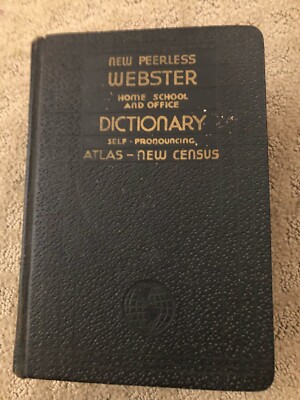 NEW PEERLESS
WEBSTER
HOME SCHOOL
AND OFFICE
DICTIONARY
SELF-PRONOUNCING
ATLAS - NEW CENSUS